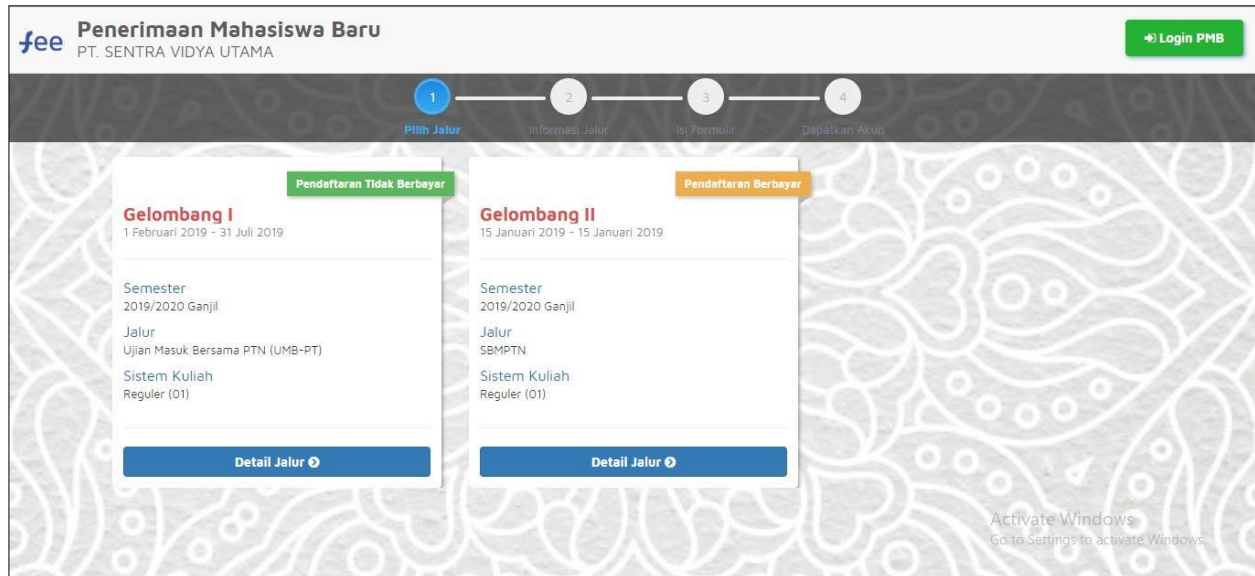 fee
Penerimaan Mahasiswa Baru
PT. SENTRA VIDYA UTAMA
Login PMB
1
2
3
4
Pilih Jalur
Informasi Jalur
Isi Formulir
Dapatkan Akun
Pendaftaran Tidak Berbayar
Gelombang I
1 Februari 2019 - 31 Juli 2019
Semester
2019/2020 Ganjil
Jalur
Ujian Masuk Bersama PTN (UMB-PT)
Sistem Kuliah
Reguler (01)
Detail Jalur
Pendaftaran Berbayar
Gelombang II
15 Januari 2019 - 15 Januari 2019
Semester
2019/2020 Ganjil
Jalur
SBMPTN
Sistem Kuliah
Reguler (01)
Detail Jalur
Activate Windows
Go to Settings to activate Windows.